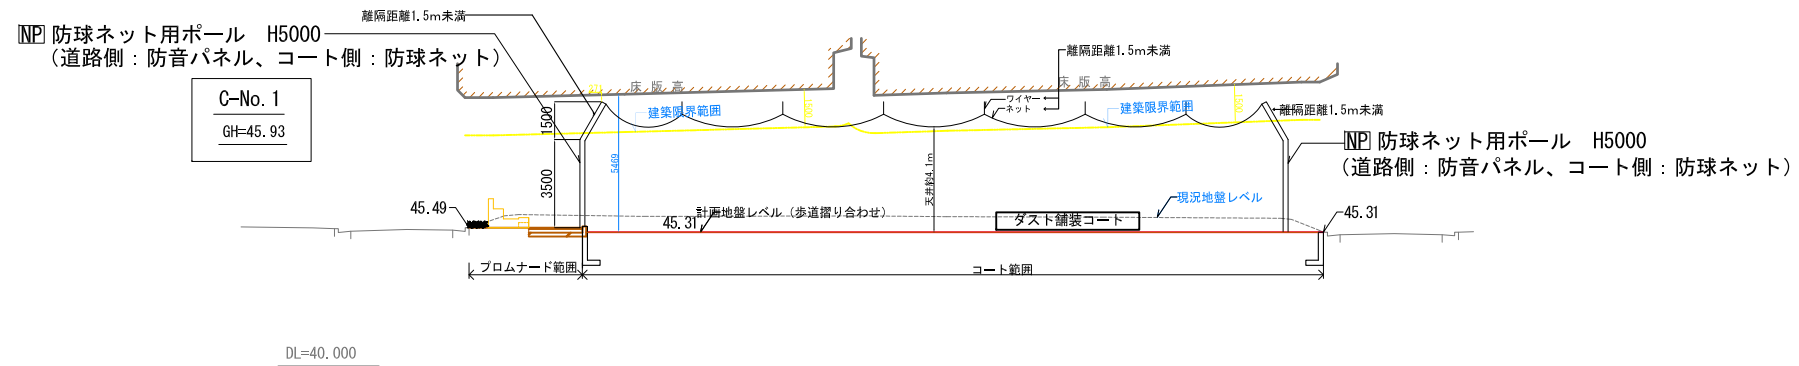 離隔距離1.5m未満
NP 防球ネット用ポール H5000
（道路側：防音パネル、コート側：防球ネット）
離隔距離1.5m未満
床版高
床版高
C-No.1
GH=45.93
1500
建築限界範囲
ワイヤー
ネット
建築限界範囲
離隔距離1.5m未満
NP 防球ネット用ポール H5000
（道路側：防音パネル、コート側：防球ネット）
5469
天井約4.1m
3500
現況地盤レベル
45.49
計画地盤レベル（歩道摺り合わせ）
45.31
ダスト舗装コート
45.31
プロムナード範囲
コート範囲
DL=40.000